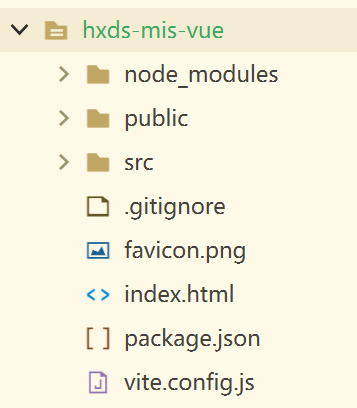 hxds-mis-vue
node_modules
public
src
.gitignore
favicon.png
index.html
package.json
vite.config.js